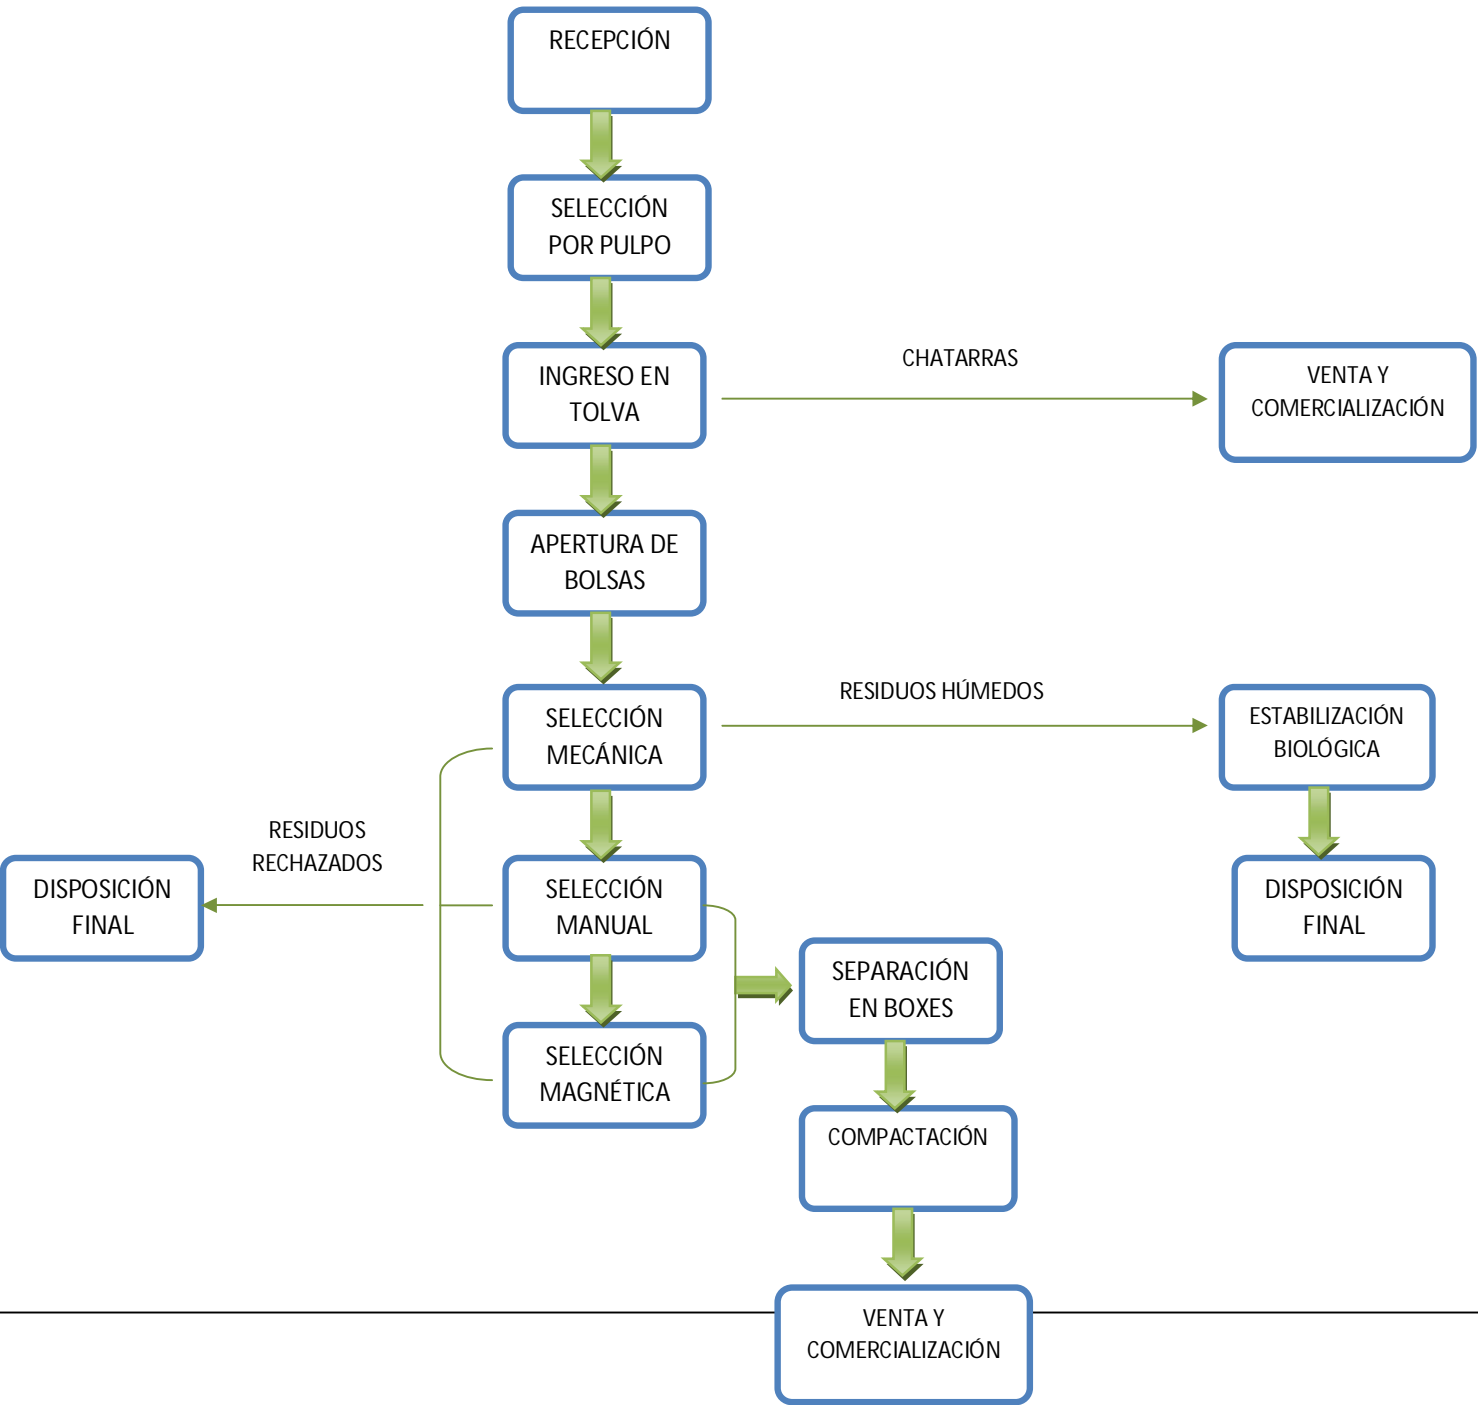 RECEPCIÓN
SELECCIÓN
POR PULPO
INGRESO EN
TOLVA
CHATARRAS
VENTA Y
COMERCIALIZACIÓN
APERTURA DE
BOLSAS
SELECCIÓN
MECÁNICA
RESIDUOS HÚMEDOS
ESTABILIZACIÓN
BIOLÓGICA
RESIDUOS
RECHAZADOS
DISPOSICIÓN
FINAL
SELECCIÓN
MANUAL
DISPOSICIÓN
FINAL
SEPARACIÓN
EN BOXES
SELECCIÓN
MAGNÉTICA
COMPACTACIÓN
VENTA Y
COMERCIALIZACIÓN